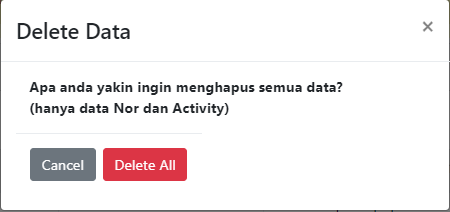 Delete Data
×
Apa anda yakin ingin menghapus semua data?
(hanya data Nor dan Activity)
Cancel Delete All